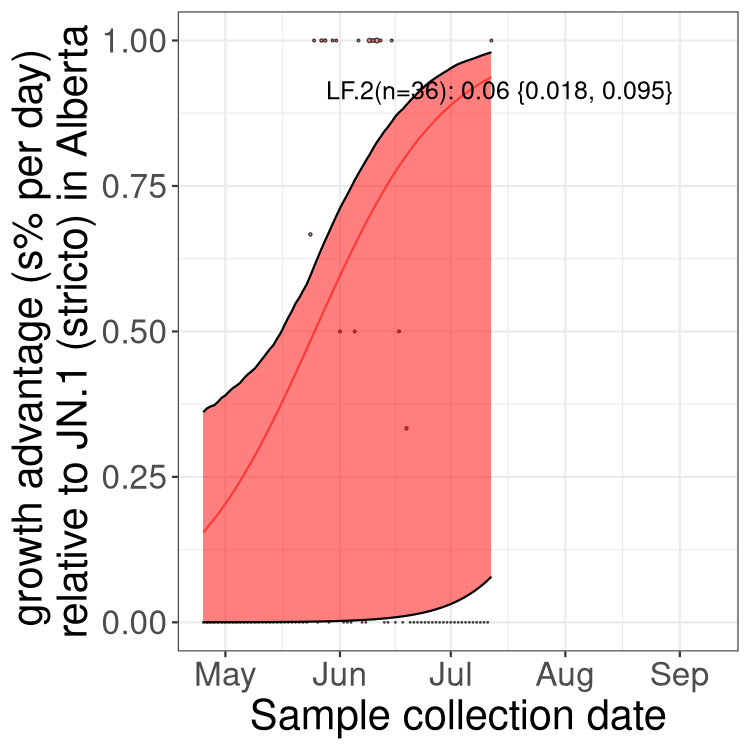 growth advantage (s% per day)
relative to JN.1 (stricto) in Alberta
1.00
0.75
0.50
0.25
0.00
LF.2(n=36): 0.06 {0.018, 0.095}
May Jun Jul Aug Sep
Sample collection date